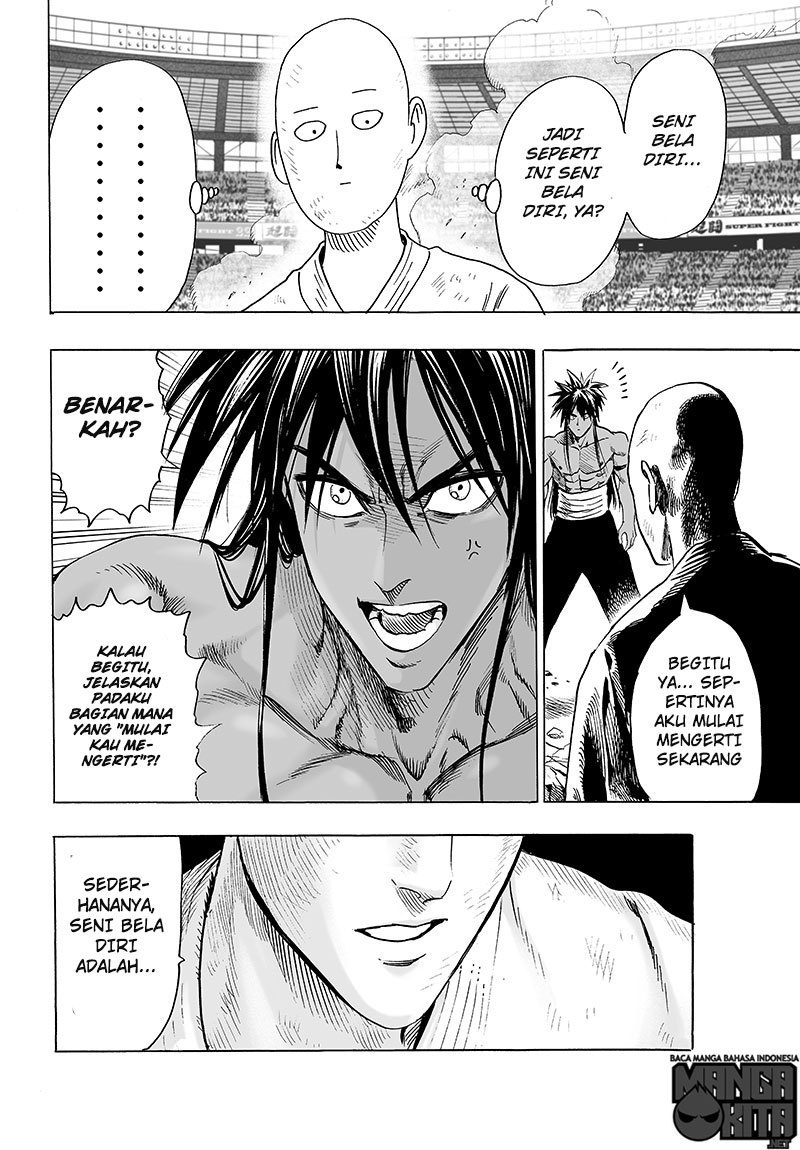 SENI
BELA
DIRI...
JADI
SEPERTI
INI SENI
BELA
DIRI, YA?
. . . . . . . . . .
. . . . . . . . . .
SUPER FIGHT
BEGITU
YA... SEP-
ERTINYA
AKU MULAI
MENGERTI
SEKARANG
BENAR-
KAH?
KALAU
BEGITU,
JELASKAN
PADAKU
BAGIAN MANA
YANG "MULAI
KAU ME-
NGERTI"?!
SEDER-
HANANYA,
SENI BELA
DIRI
ADALAH...
BACA MANGA BAHASA INDONESIA
MANGA
KITA
.NET